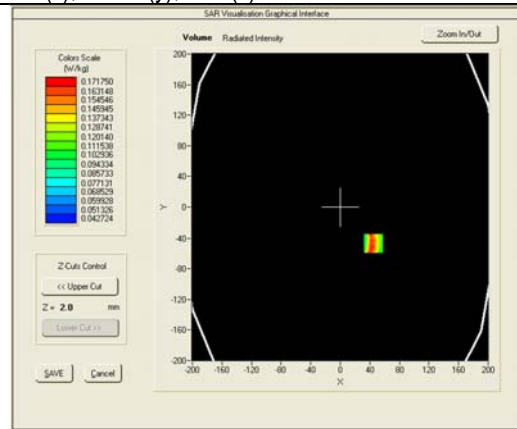 SAR Visualisation Graphical Interface
Volume Radiated Intensity
Zoom In/Out
Colors Scale
(W/kg)
0.171750
0.163148
0.154546
0.145945
0.137343
0.128741
0.120140
0.111538
0.102936
0.094334
0.085733
0.077131
0.068529
0.059928
0.051326
0.042724
Z-Cuts Control
<< Upper Cut
Z = 2.0 mm
Lower Cut >>
SAVE Cancel
200
160
120
80
40
0
-40
-80
-120
-160
-200
Y
-200 -160 -120 -80 -40 0 40 80 120 160 200
X